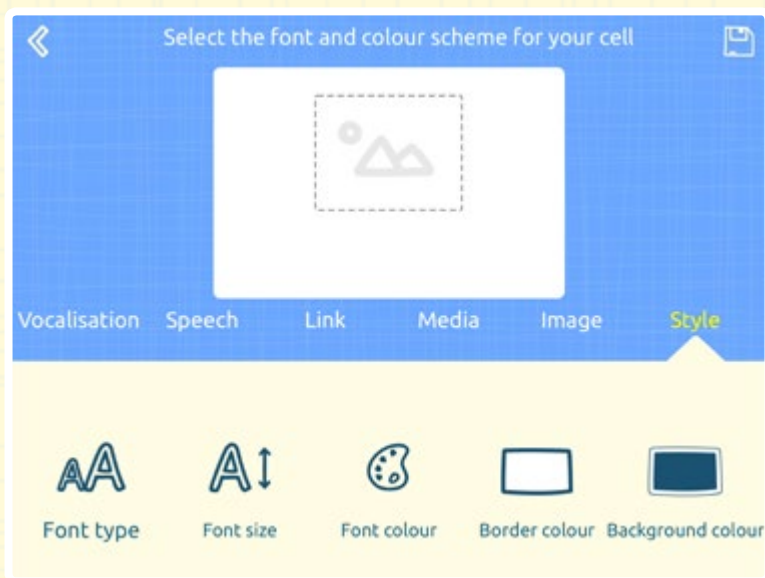 Select the font and colour scheme for your cell
Vocalisation Speech Link Media Image Style
Font type Font size Font colour Border colour Background colour